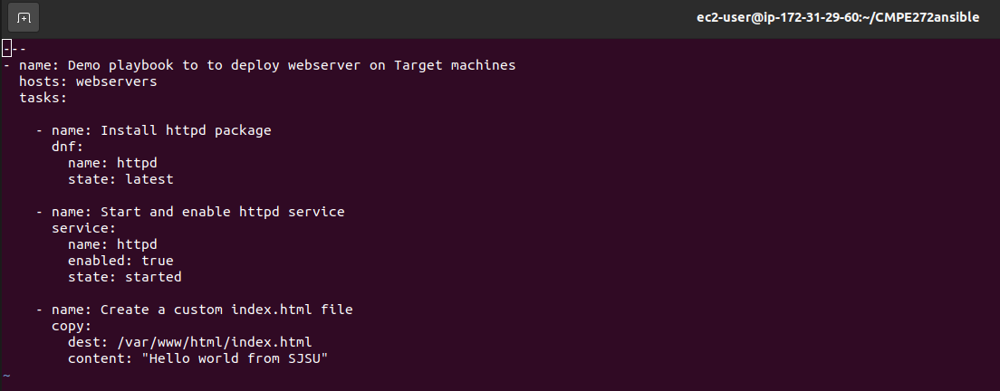 ec2-user@ip-172-31-29-60:~/CMPE272ansible
---
- name: Demo playbook to to deploy webserver on Target machines
  hosts: webservers
  tasks:

    - name: Install httpd package
      dnf:
        name: httpd
        state: latest

    - name: Start and enable httpd service
      service:
        name: httpd
        enabled: true
        state: started

    - name: Create a custom index.html file
      copy:
        dest: /var/www/html/index.html
        content: "Hello world from SJSU"
~